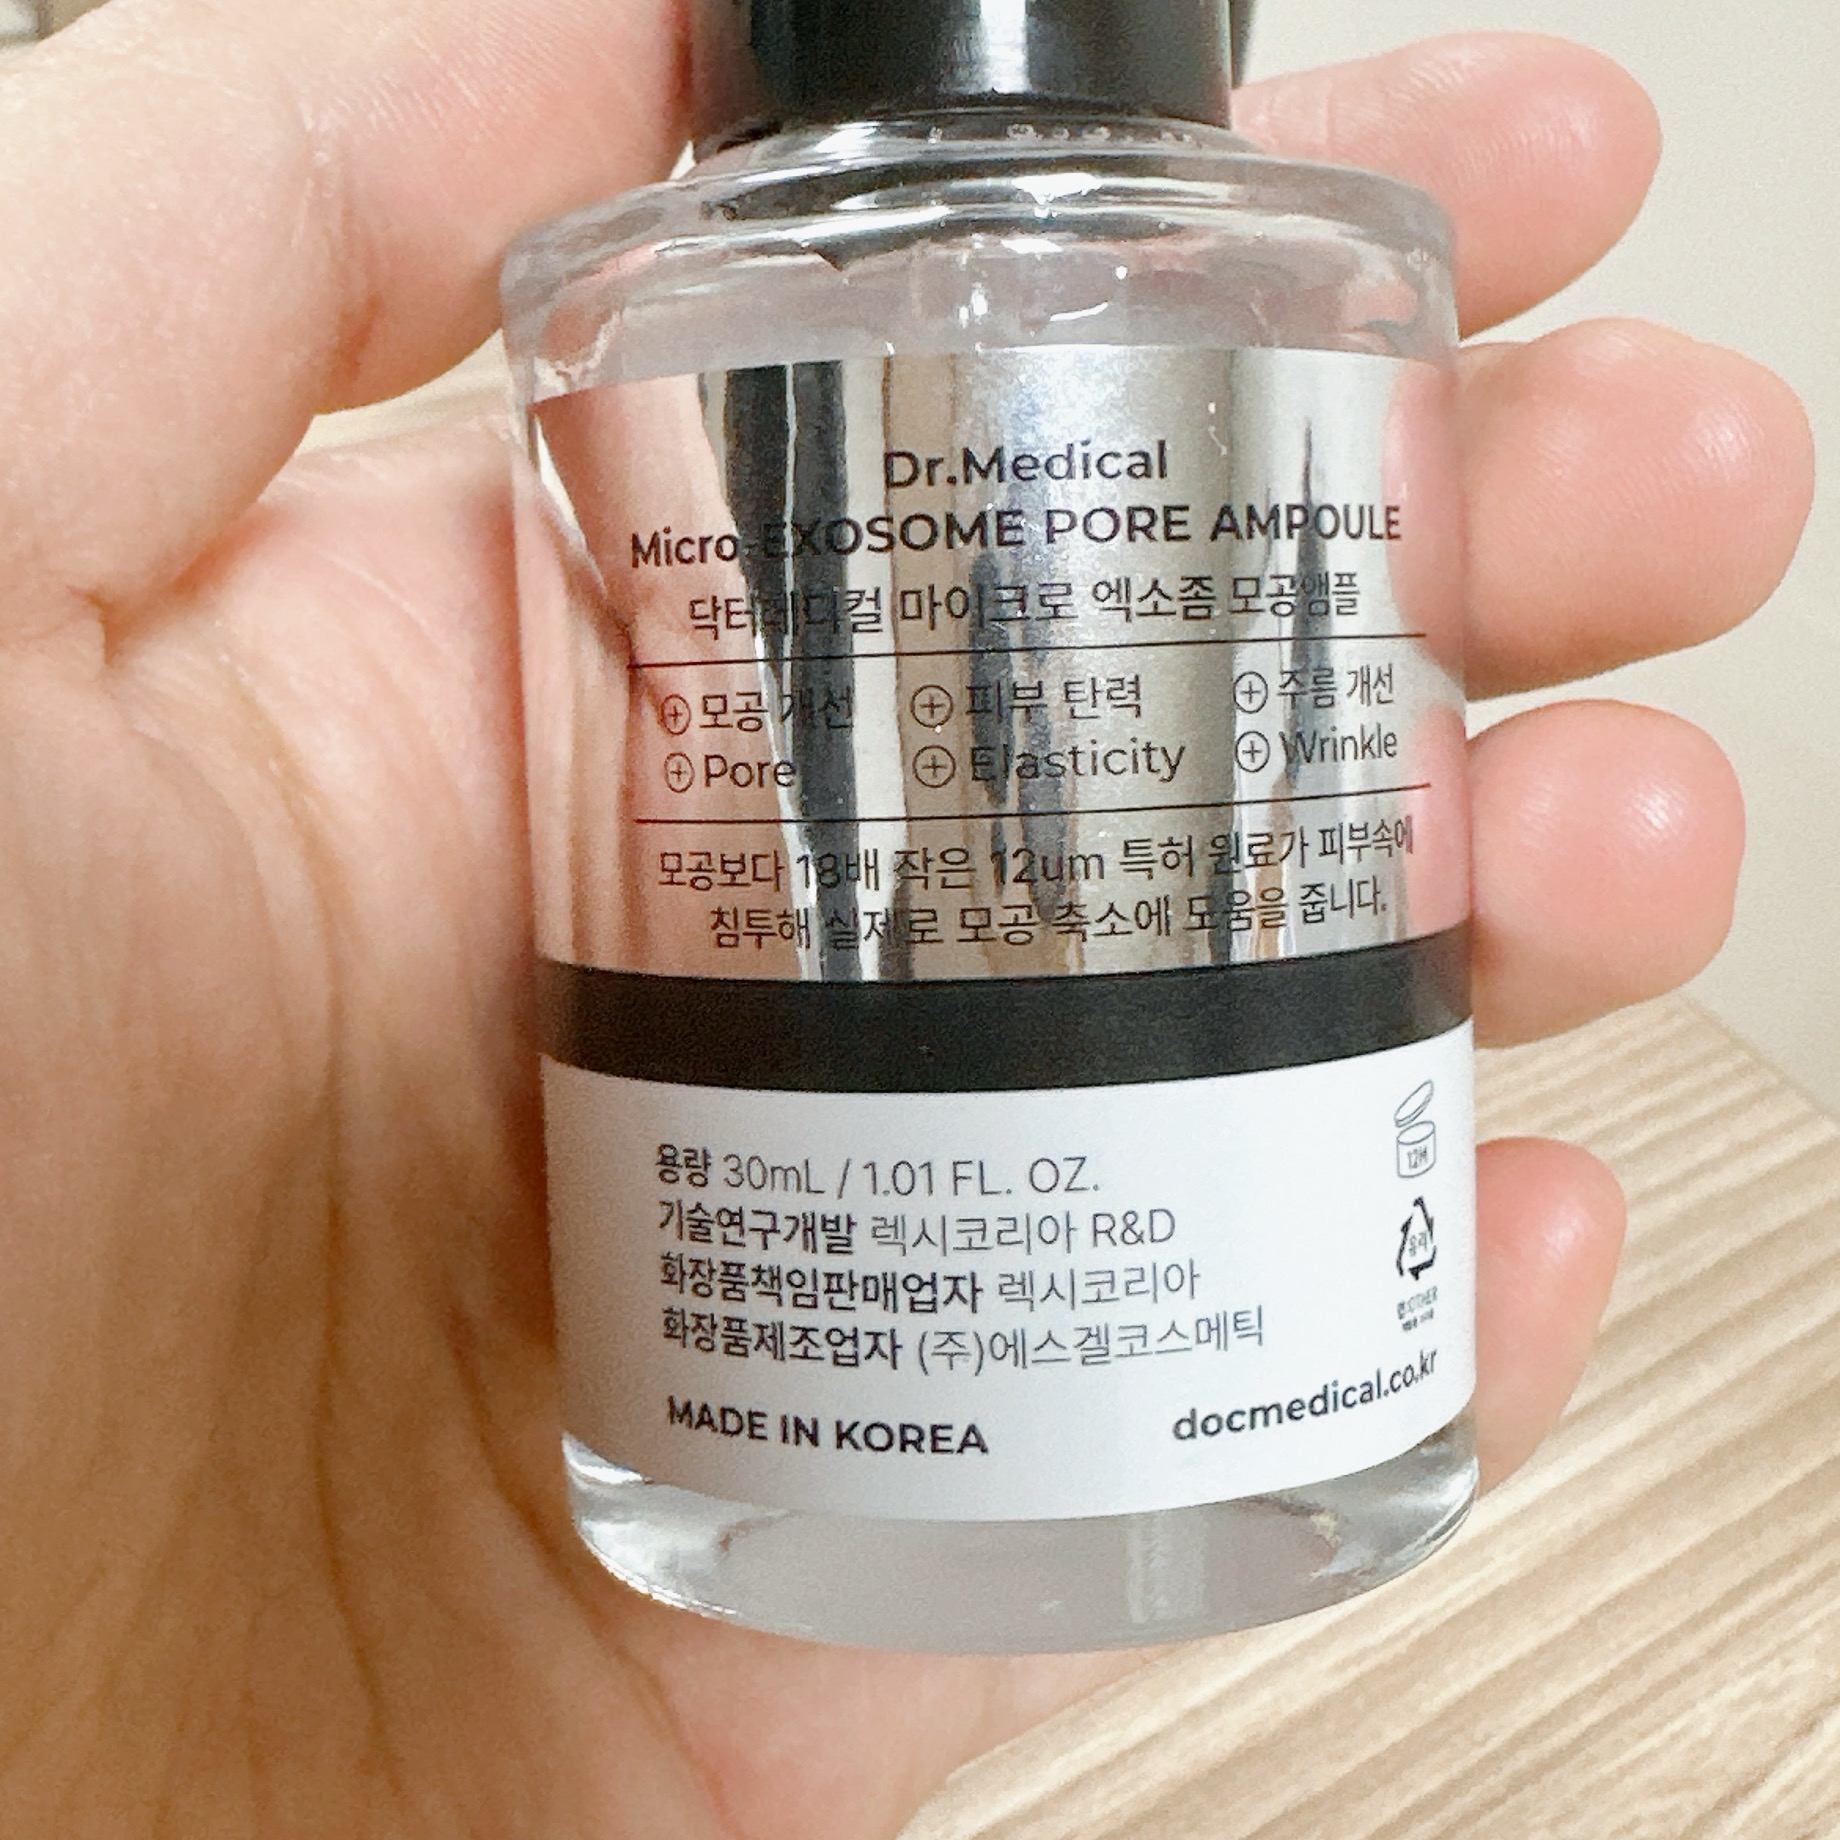 Dr.Medical
Micro EXOSOME PORE AMPOULE
닥터메디컬 마이크로 엑소좀 모공앰플
모공 개선 피부 탄력 주름 개선
Pore Elasticity Wrinkle
모공보다 18배 작은 12um 특허 원료가 피부속에
침투해 실제로 모공 축소에 도움을 줍니다.
용량 30mL / 1.01 FL. OZ.
기술연구개발 렉시코리아 R&D
화장품책임판매업자 렉시코리아
화장품제조업자 (주)에스겔코스메틱
MADE IN KOREA
docmedical.co.kr
12M
유리